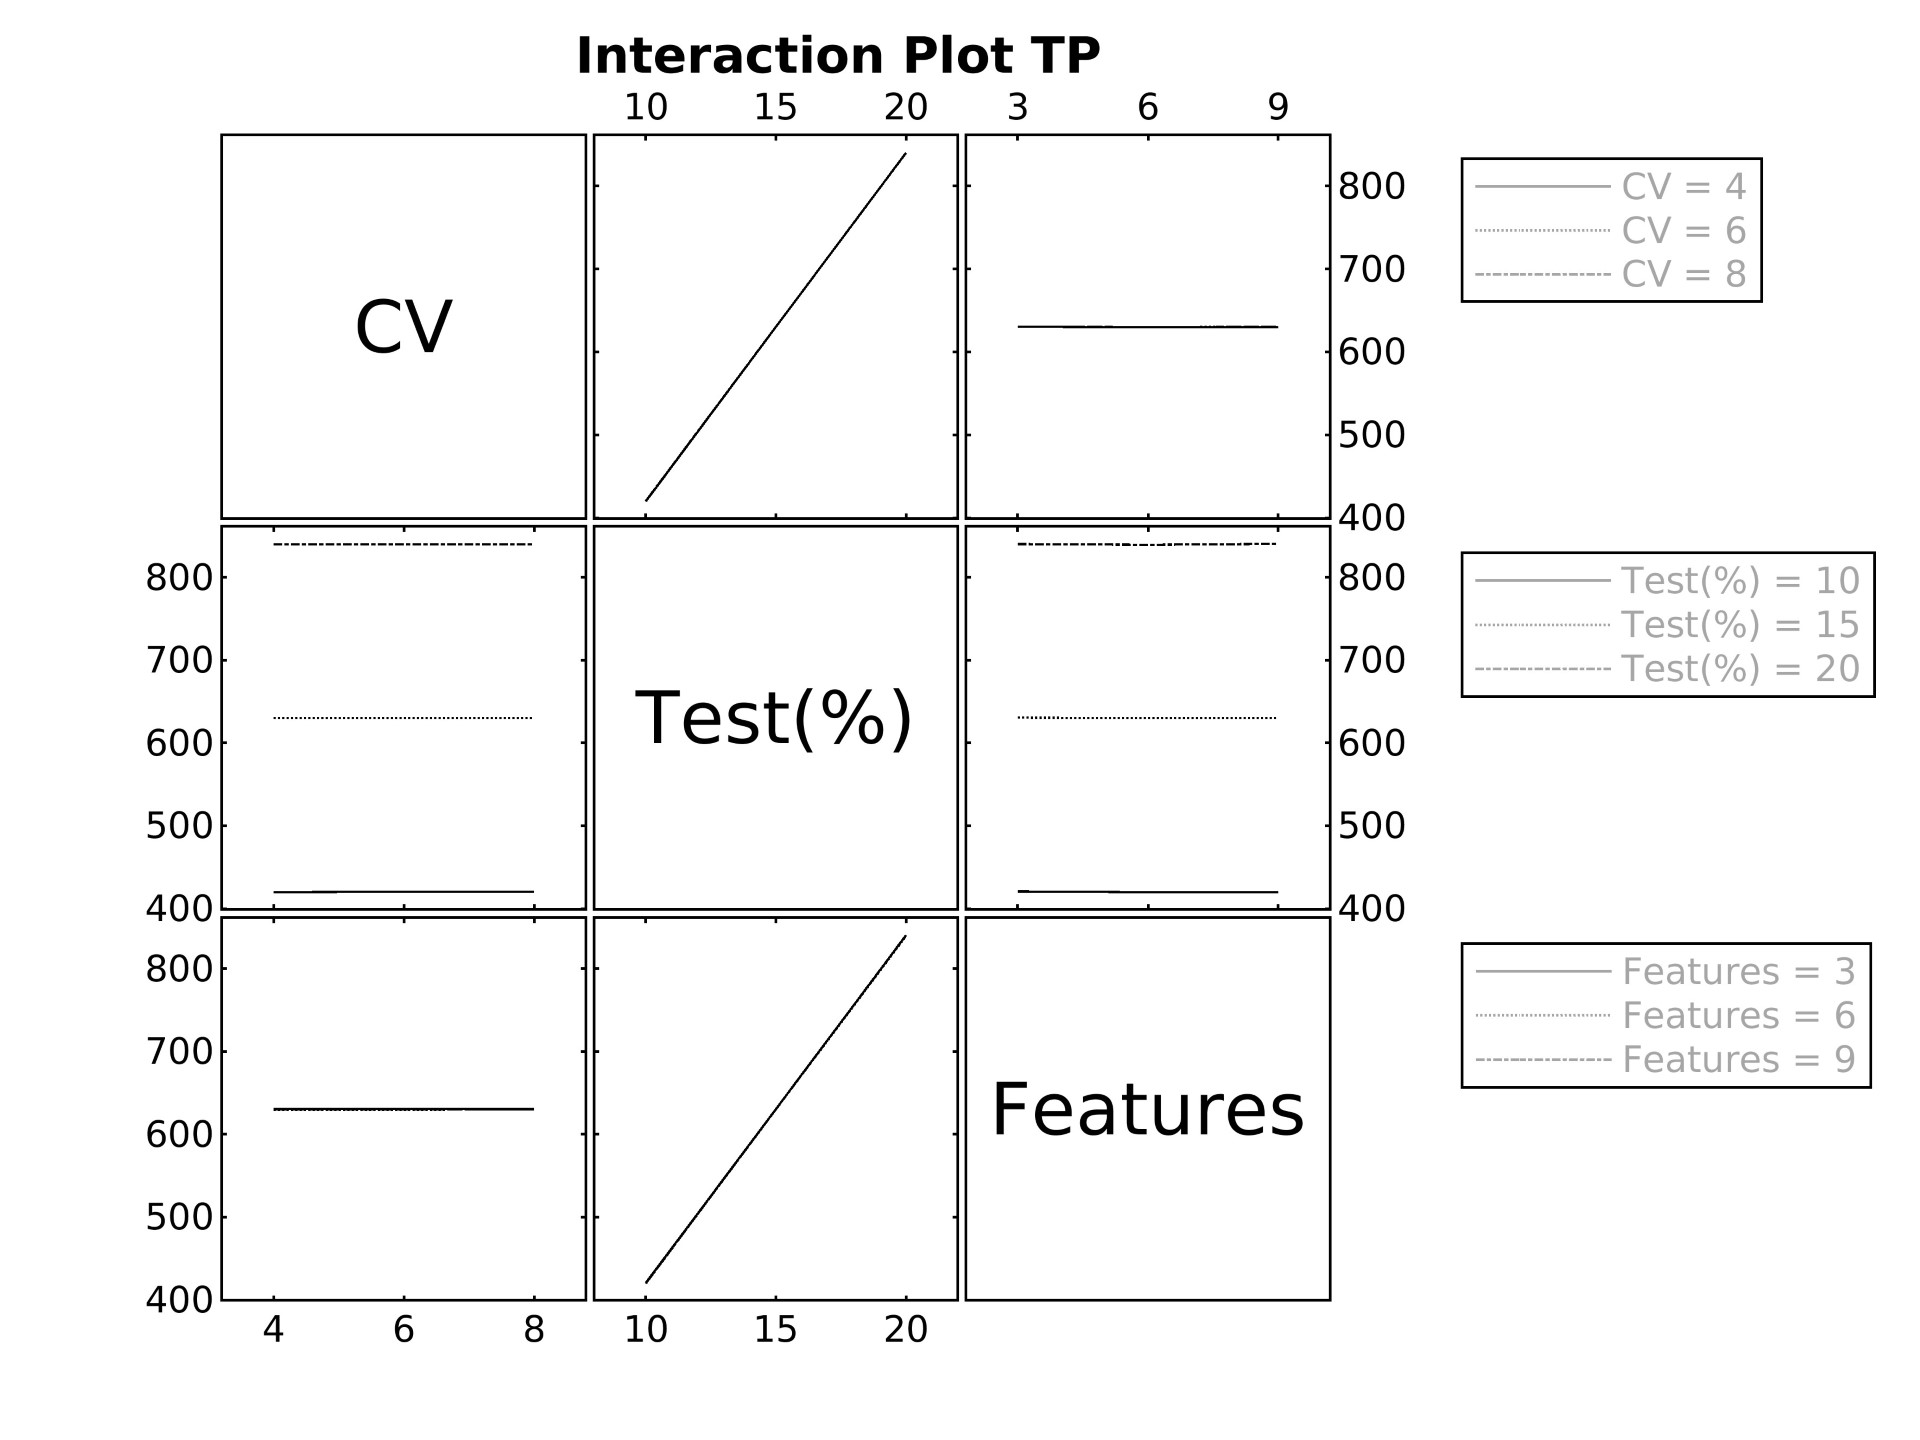 Interaction Plot TP
10 15 20 3 6 9
CV
800
700
600
500
400
CV = 4
CV = 6
CV = 8
800
700
600
500
400
Test(%)
800
700
600
500
400
Test(%) = 10
Test(%) = 15
Test(%) = 20
800
700
600
500
400
Features
Features = 3
Features = 6
Features = 9
4 6 8 10 15 20